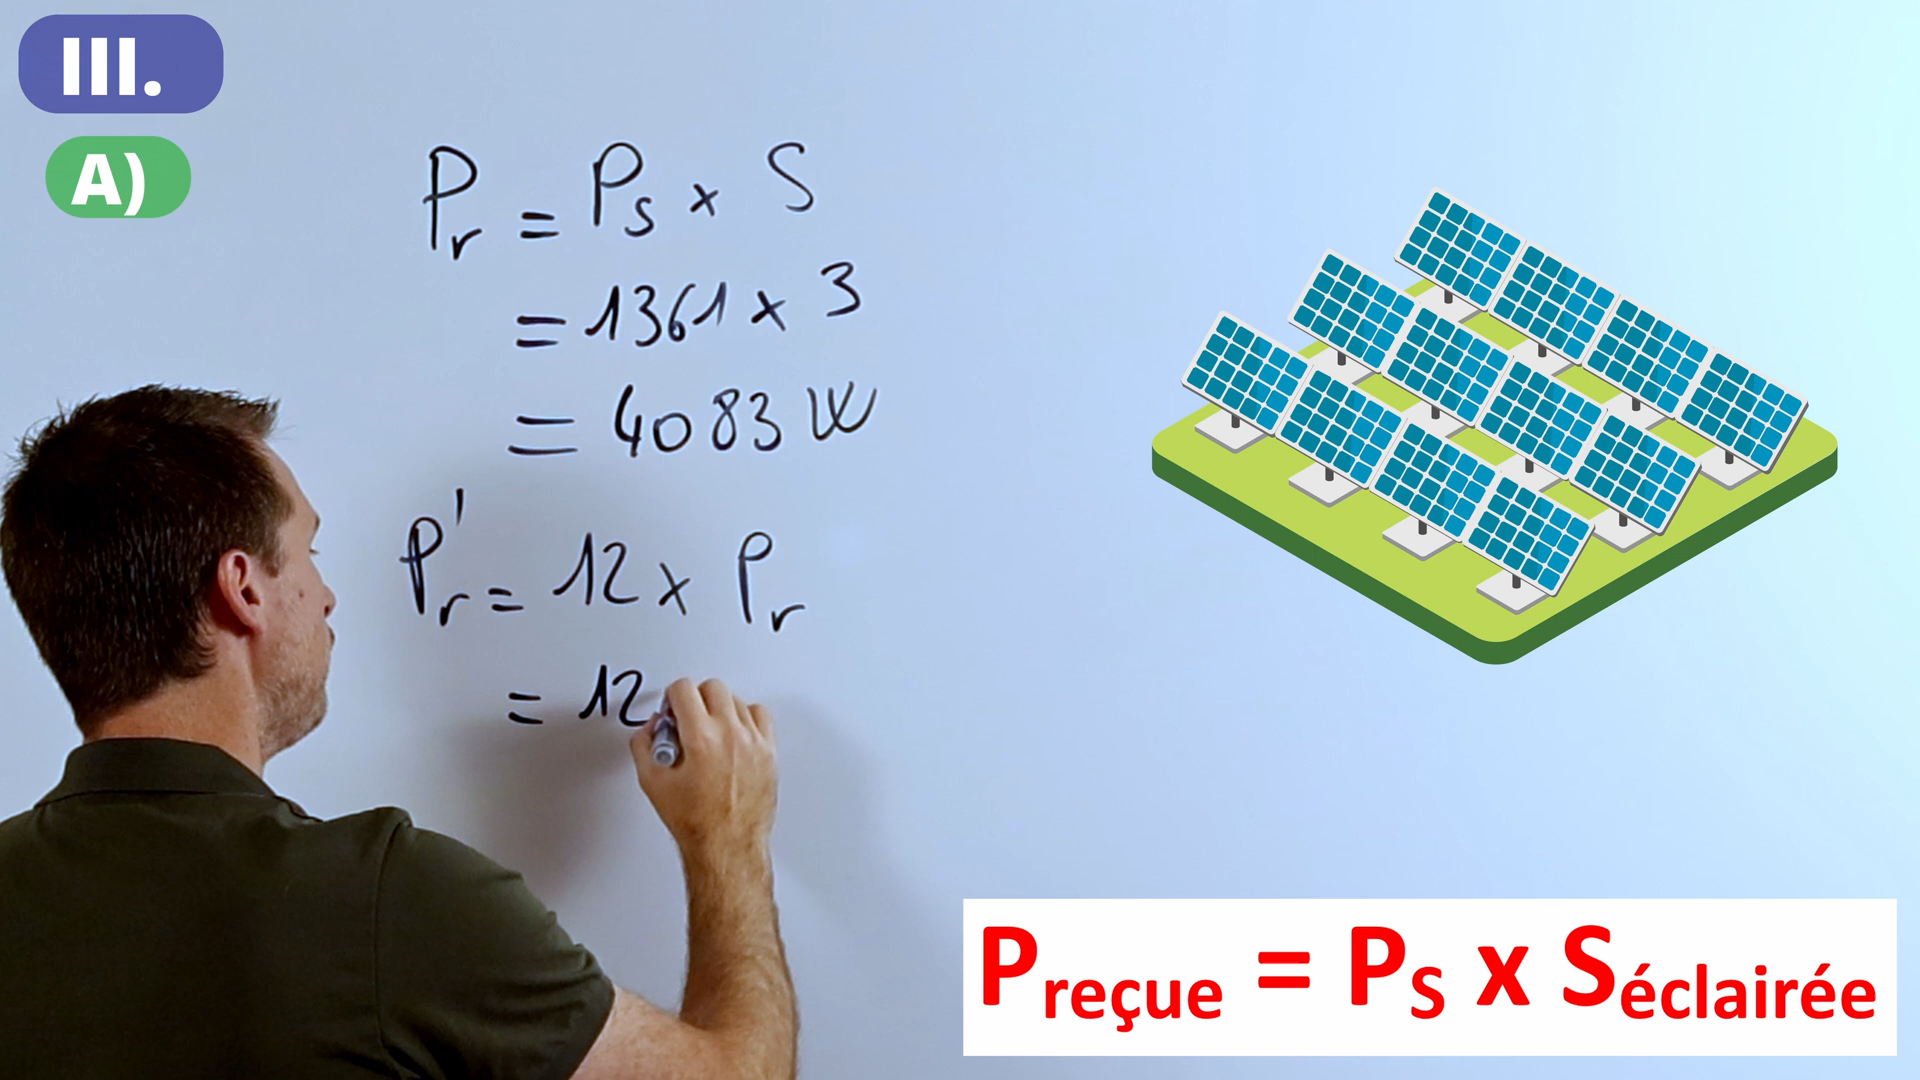 III.
A)
Pr = Ps x S
= 1361 x 3
= 4083 W
P'r = 12 x Pr
= 12
Preçue = PS x Séclairée